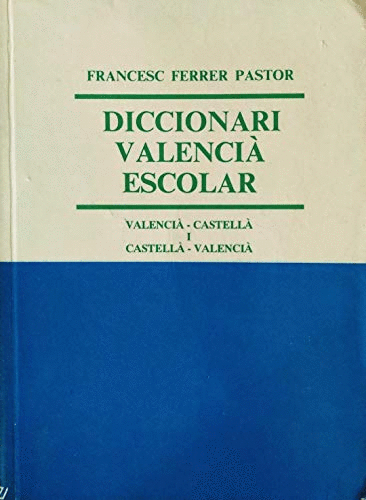 FRANCESC FERRER PASTOR
DICCIONARI
VALENCIÀ
ESCOLAR
VALENCIÀ - CASTELLÀ
I
CASTELLÀ - VALENCIÀ